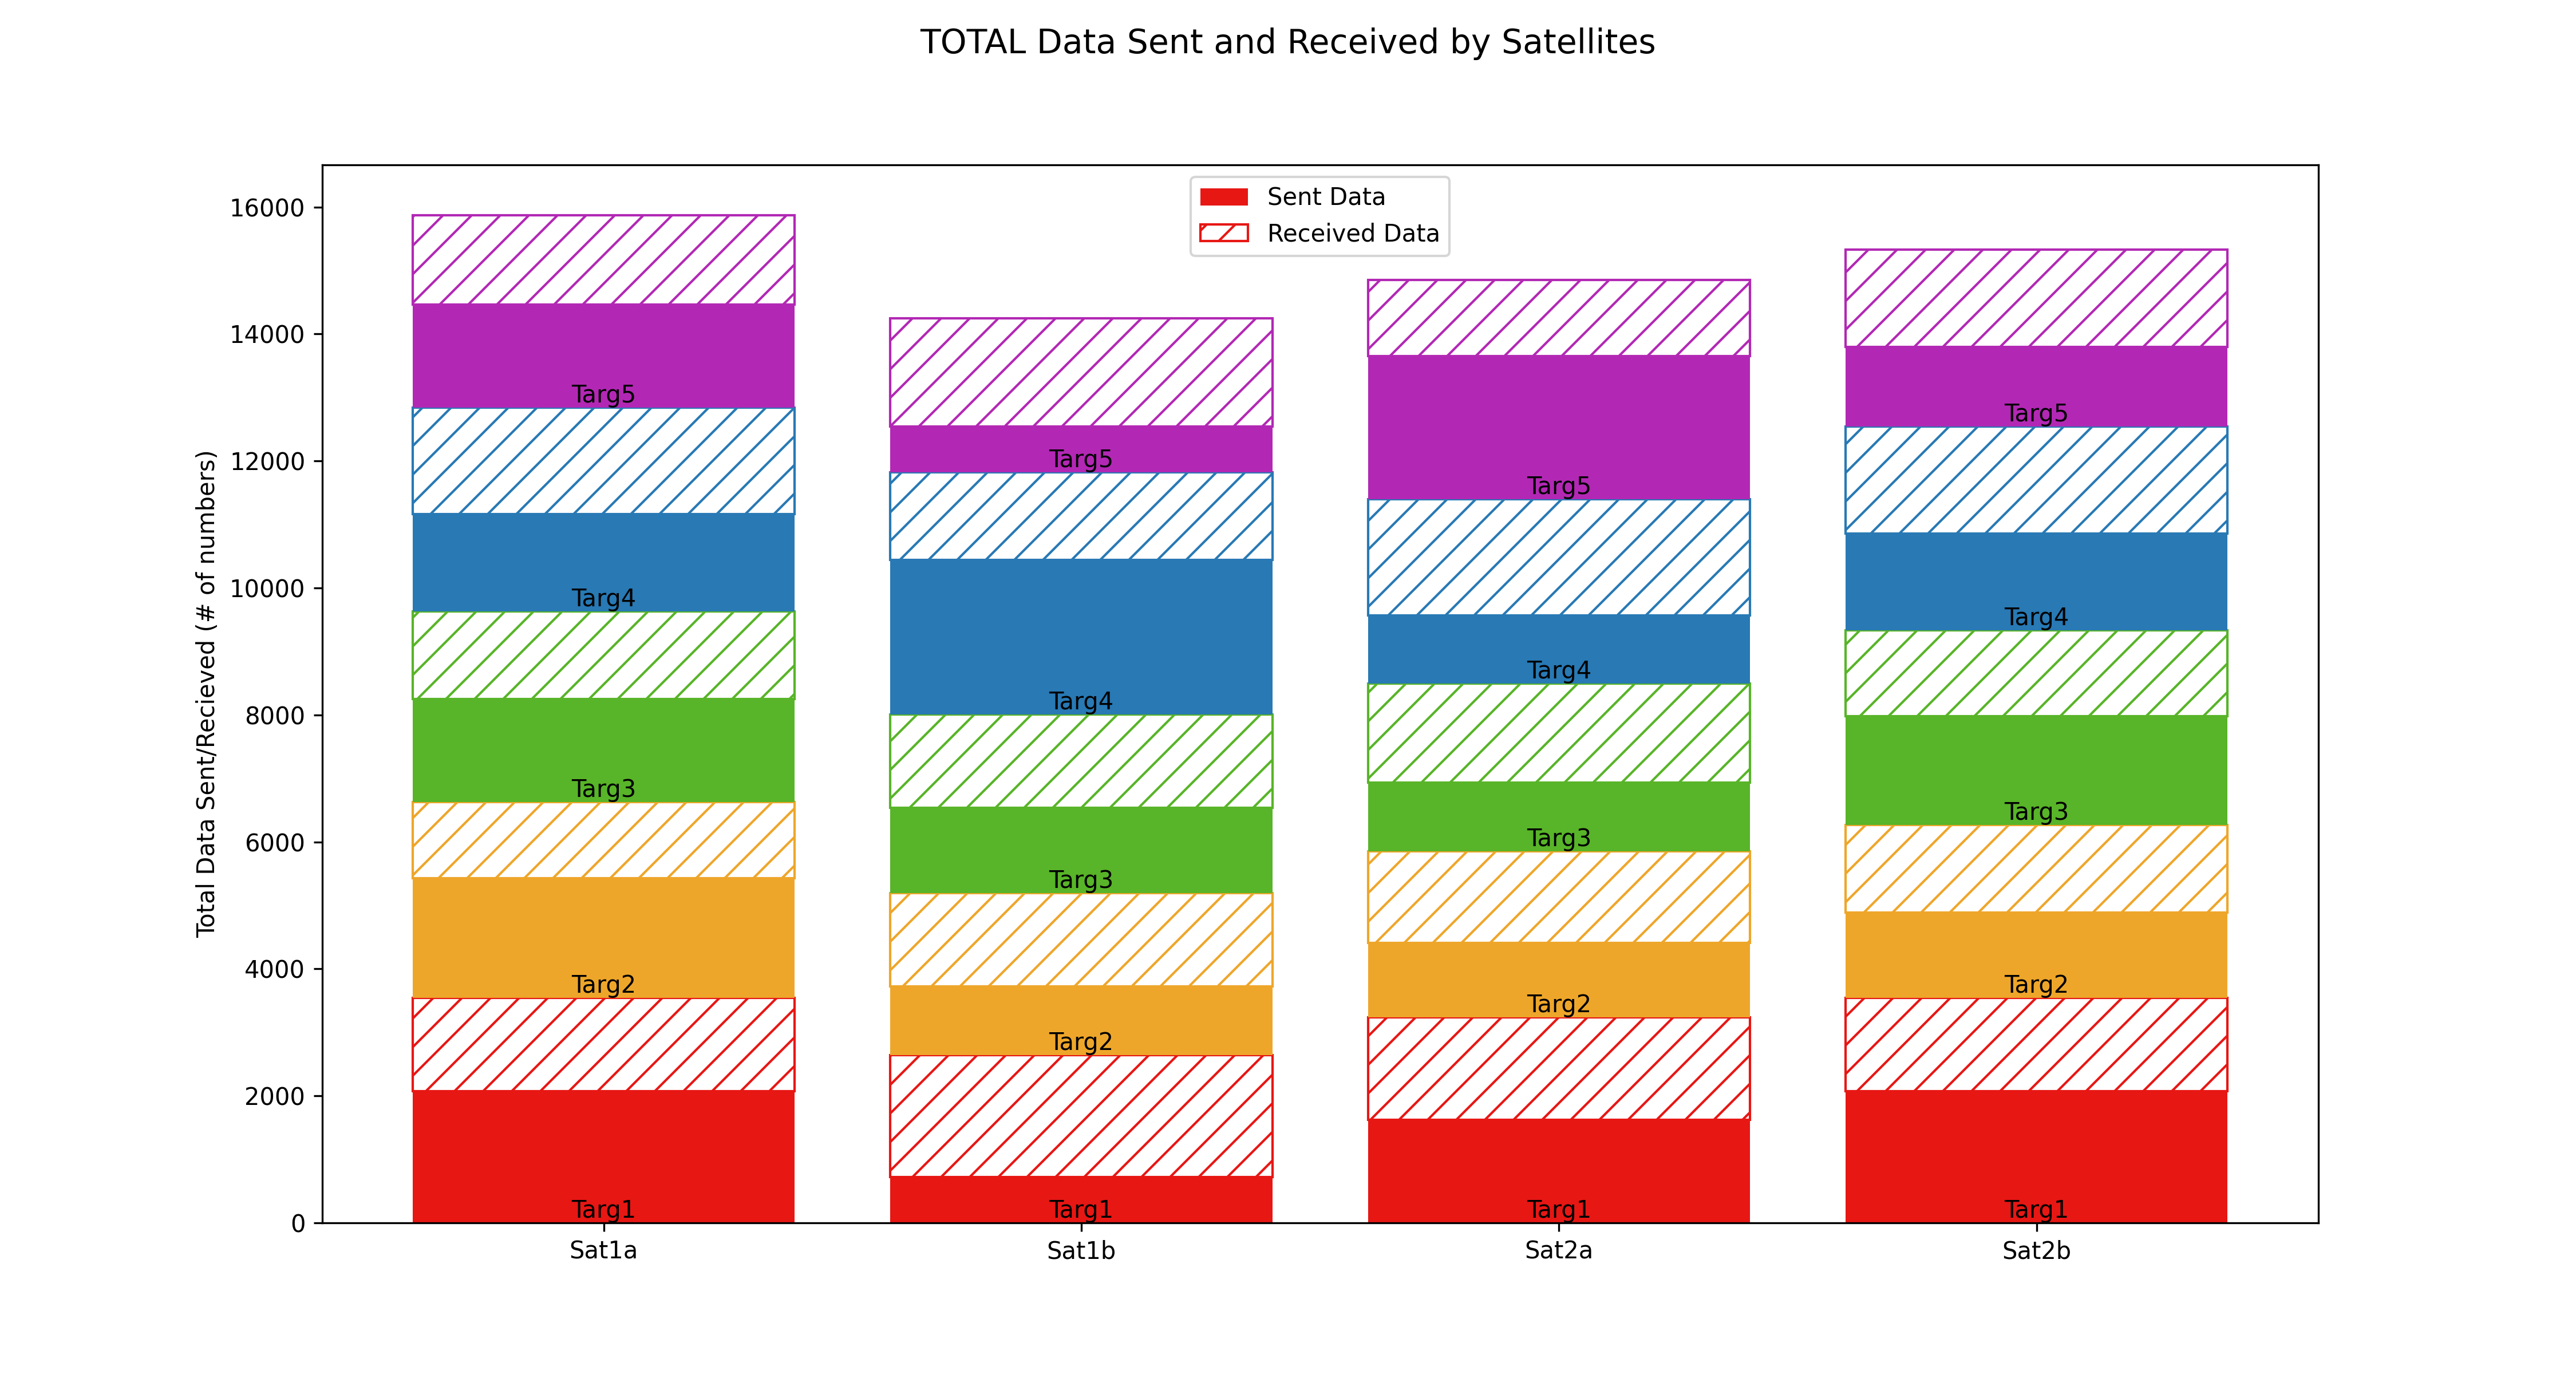 TOTAL Data Sent and Received by Satellites
Sent Data
Received Data
Total Data Sent/Recieved (# of numbers)
16000
14000
12000
10000
8000
6000
4000
2000
0
Targ5
Targ4
Targ3
Targ2
Targ1
Targ5
Targ4
Targ3
Targ2
Targ1
Targ5
Targ4
Targ3
Targ2
Targ1
Targ5
Targ4
Targ3
Targ2
Targ1
Sat1a
Sat1b
Sat2a
Sat2b